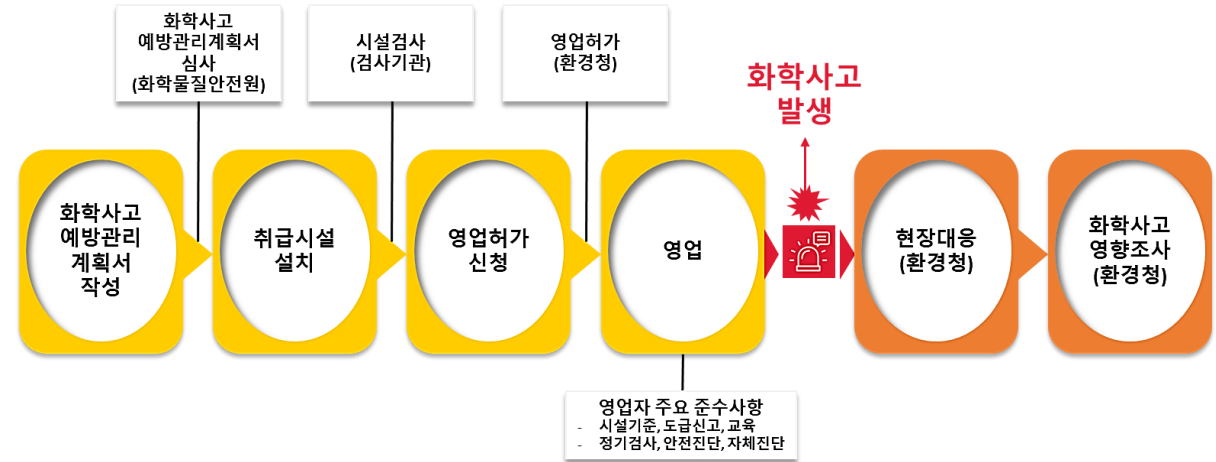 화학사고
예방관리계획서
심사
(화학물질안전원)
시설검사
(검사기관)
영업허가
(환경청)
화학사고
발생
화학사고
예방관리
계획서
작성
취급시설
설치
영업허가
신청
영업
현장대응
(환경청)
화학사고
영향조사
(환경청)
영업자 주요 준수사항
- 시설기준, 도급신고, 교육
- 정기검사, 안전진단, 자체진단